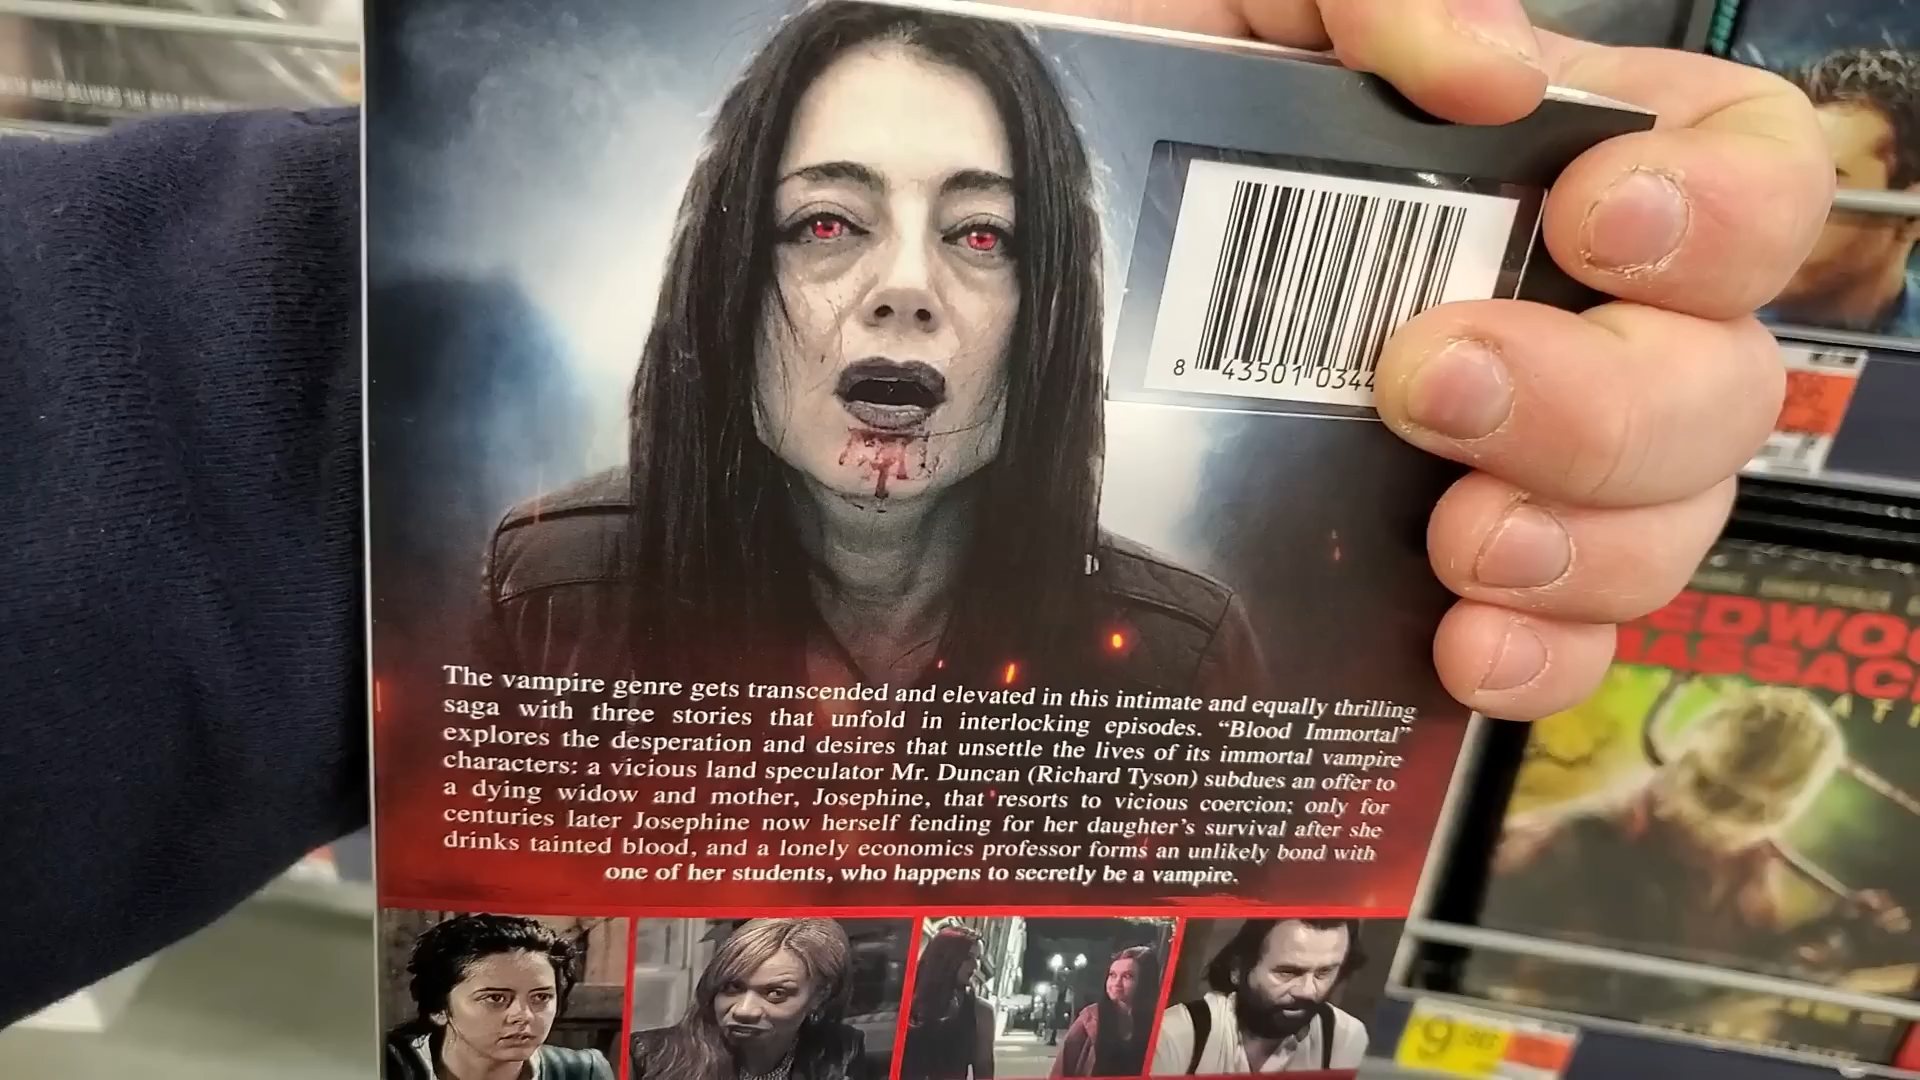 8 43501 0344
The vampire genre gets transcended and elevated in this intimate and equally thrilling
saga with three stories that unfold in interlocking episodes. “Blood Immortal”
explores the desperation and desires that unsettle the lives of its immortal vampire
characters: a vicious land speculator Mr. Duncan (Richard Tyson) subdues an offer to
a dying widow and mother, Josephine, that resorts to vicious coercion; only for
centuries later Josephine now herself fending for her daughter’s survival after she
drinks tainted blood, and a lonely economics professor forms an unlikely bond with
one of her students, who happens to secretly be a vampire.
EDWOO
ASSAC
9